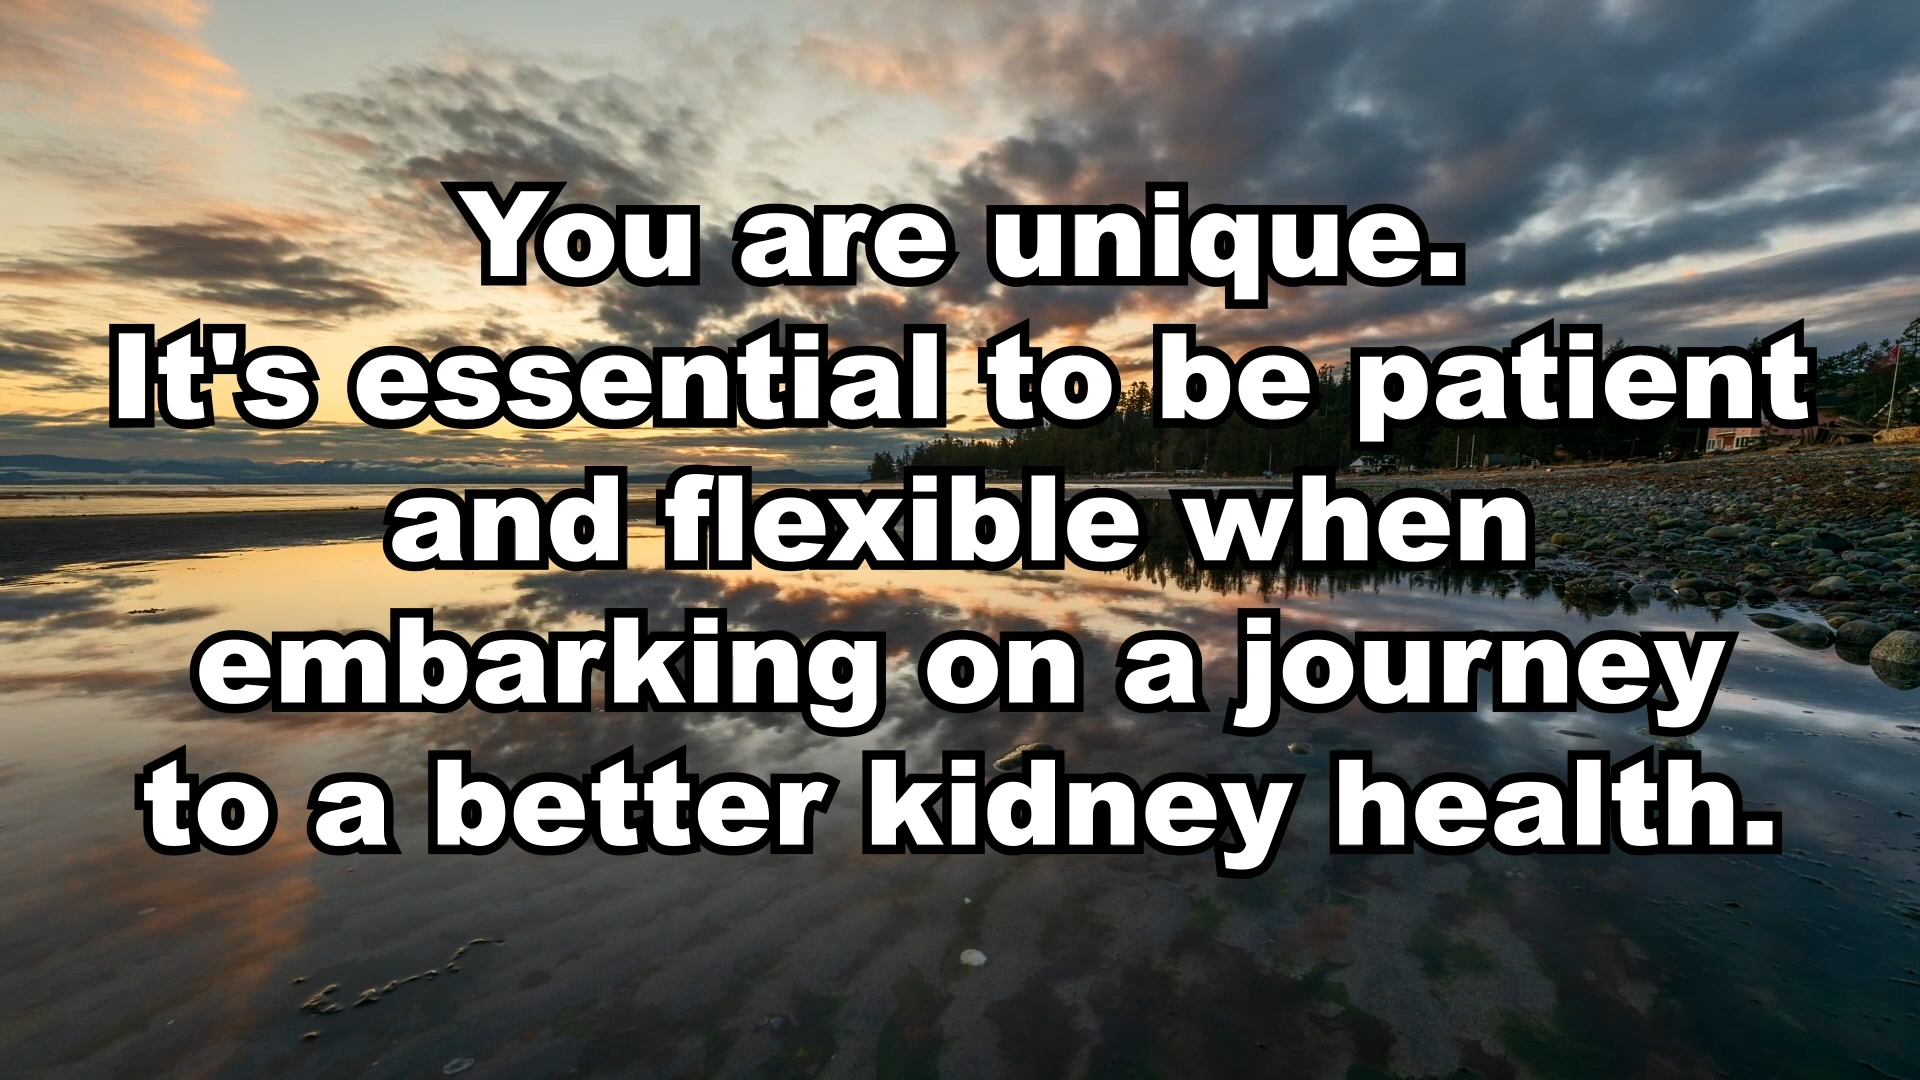 You are unique.
It's essential to be patient
and flexible when
embarking on a journey
to a better kidney health.